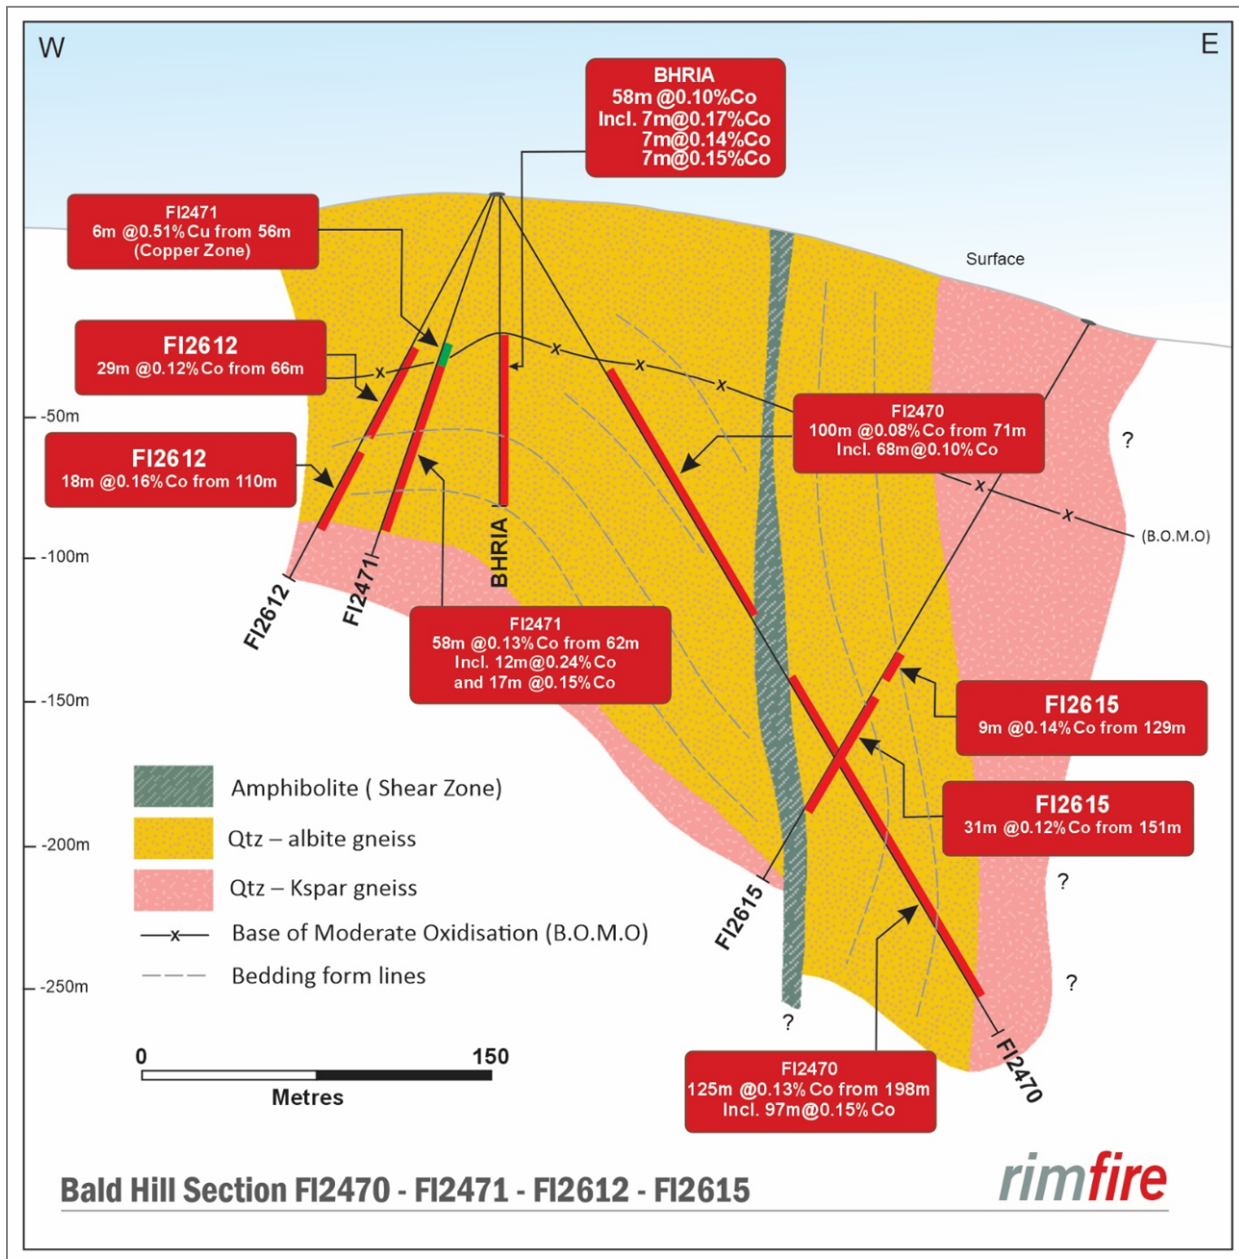 W
E
BHRIA
58m @0.10%Co
Incl. 7m@0.17%Co
7m@0.14%Co
7m@0.15%Co
FI2471
6m @0.51%Cu from 56m
(Copper Zone)
Surface
FI2612
29m @0.12%Co from 66m
x
x
x
x
FI2470
100m @0.08%Co from 71m
Incl. 68m@0.10%Co
-50m
?
FI2612
18m @0.16%Co from 110m
x
x
(B.O.M.O)
-100m
FI2612
FI2471
BHRIA
FI2471
58m @0.13%Co from 62m
Incl. 12m@0.24%Co
and 17m @0.15%Co
-150m
FI2615
9m @0.14%Co from 129m
Amphibolite ( Shear Zone)
FI2615
31m @0.12%Co from 151m
Qtz – albite gneiss
-200m
Qtz – Kspar gneiss
?
FI2615
x
Base of Moderate Oxidisation (B.O.M.O)
Bedding form lines
-250m
?
?
0
150
Metres
FI2470
FI2470
125m @0.13%Co from 198m
Incl. 97m@0.15%Co
Bald Hill Section FI2470 - FI2471 - FI2612 - FI2615
rimfire